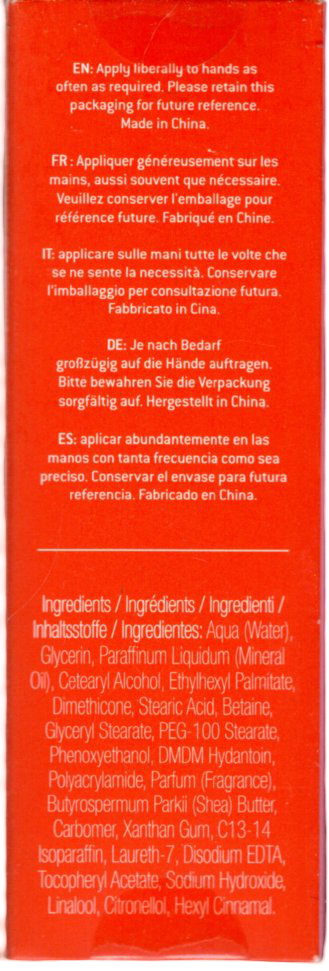 EN: Apply liberally to hands as
often as required. Please retain this
packaging for future reference.
Made in China.
FR : Appliquer généreusement sur les
mains, aussi souvent que nécessaire.
Veuillez conserver l'emballage pour
référence future. Fabriqué en Chine.
IT: applicare sulle mani tutte le volte che
se ne sente la necessità. Conservare
l'imballaggio per consultazione futura.
Fabbricato in Cina.
DE: Je nach Bedarf
großzügig auf die Hände auftragen.
Bitte bewahren Sie die Verpackung
sorgfältig auf. Hergestellt in China.
ES: aplicar abundantemente en las
manos con tanta frecuencia como sea
preciso. Conservar el envase para futura
referencia. Fabricado en China.
Ingredients / Ingrédients / Ingredienti /
Inhaltsstoffe / Ingredientes: Aqua (Water),
Glycerin, Paraffinum Liquidum (Mineral
Oil), Cetearyl Alcohol, Ethylhexyl Palmitate,
Dimethicone, Stearic Acid, Betaine,
Glyceryl Stearate, PEG-100 Stearate,
Phenoxyethanol, DMDM Hydantoin,
Polyacrylamide, Parfum (Fragrance),
Butyrospermum Parkii (Shea) Butter,
Carbomer, Xanthan Gum, C13-14
Isoparaffin, Laureth-7, Disodium EDTA,
Tocopheryl Acetate, Sodium Hydroxide,
Linalool, Citronellol, Hexyl Cinnamal.